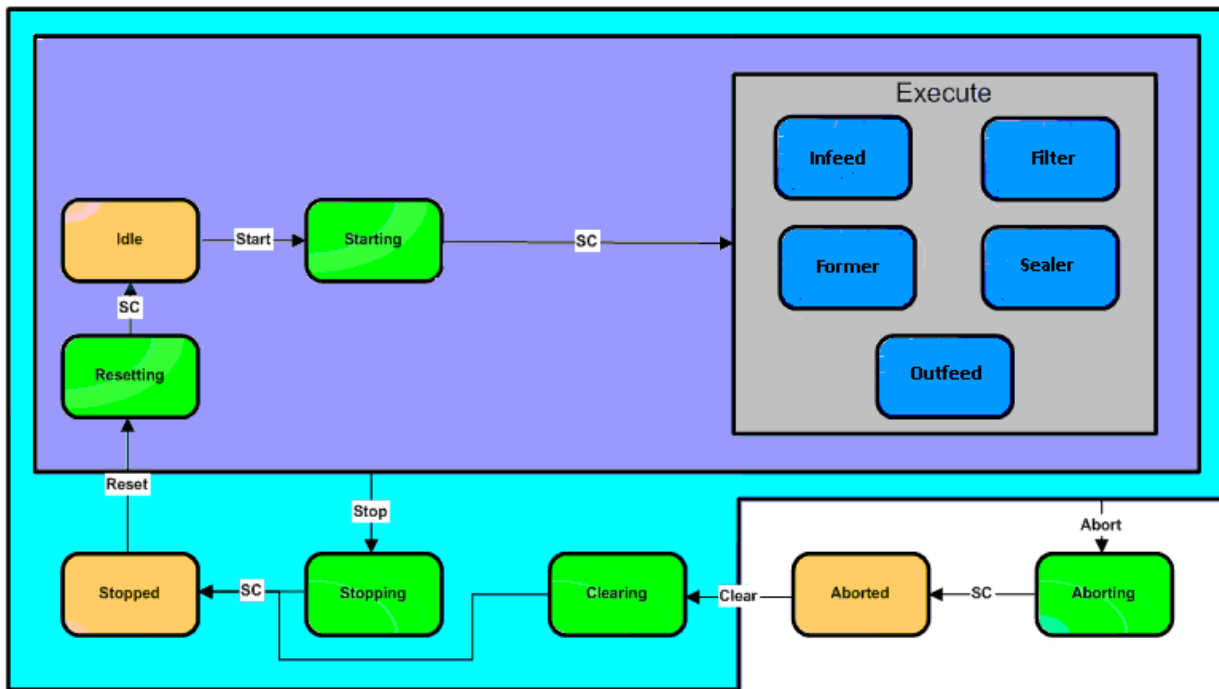 Execute
Infeed
Filter
Idle
Start
Starting
SC
Former
Sealer
SC
Resetting
Outfeed
Reset
Stop
Abort
Stopped
SC
Stopping
Clearing
Clear
Aborted
SC
Aborting